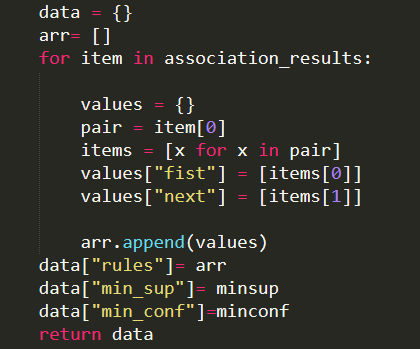 data = {}
arr= []
for item in association_results:
values = {}
pair = item[0]
items = [x for x in pair]
values["fist"] = [items[0]]
values["next"] = [items[1]]
arr.append(values)
data["rules"]= arr
data["min_sup"]= minsup
data["min_conf"]=minconf
return data